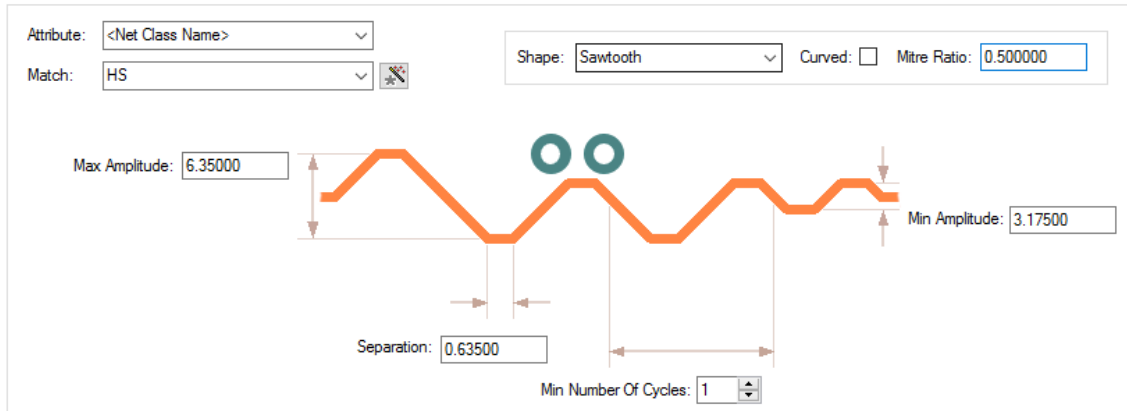 Attribute: <Net Class Name>
Match: HS
Shape: Sawtooth Curved: Mitre Ratio: 0.500000
Max Amplitude: 6.35000
Min Amplitude: 3.17500
Separation: 0.63500
Min Number Of Cycles: 1